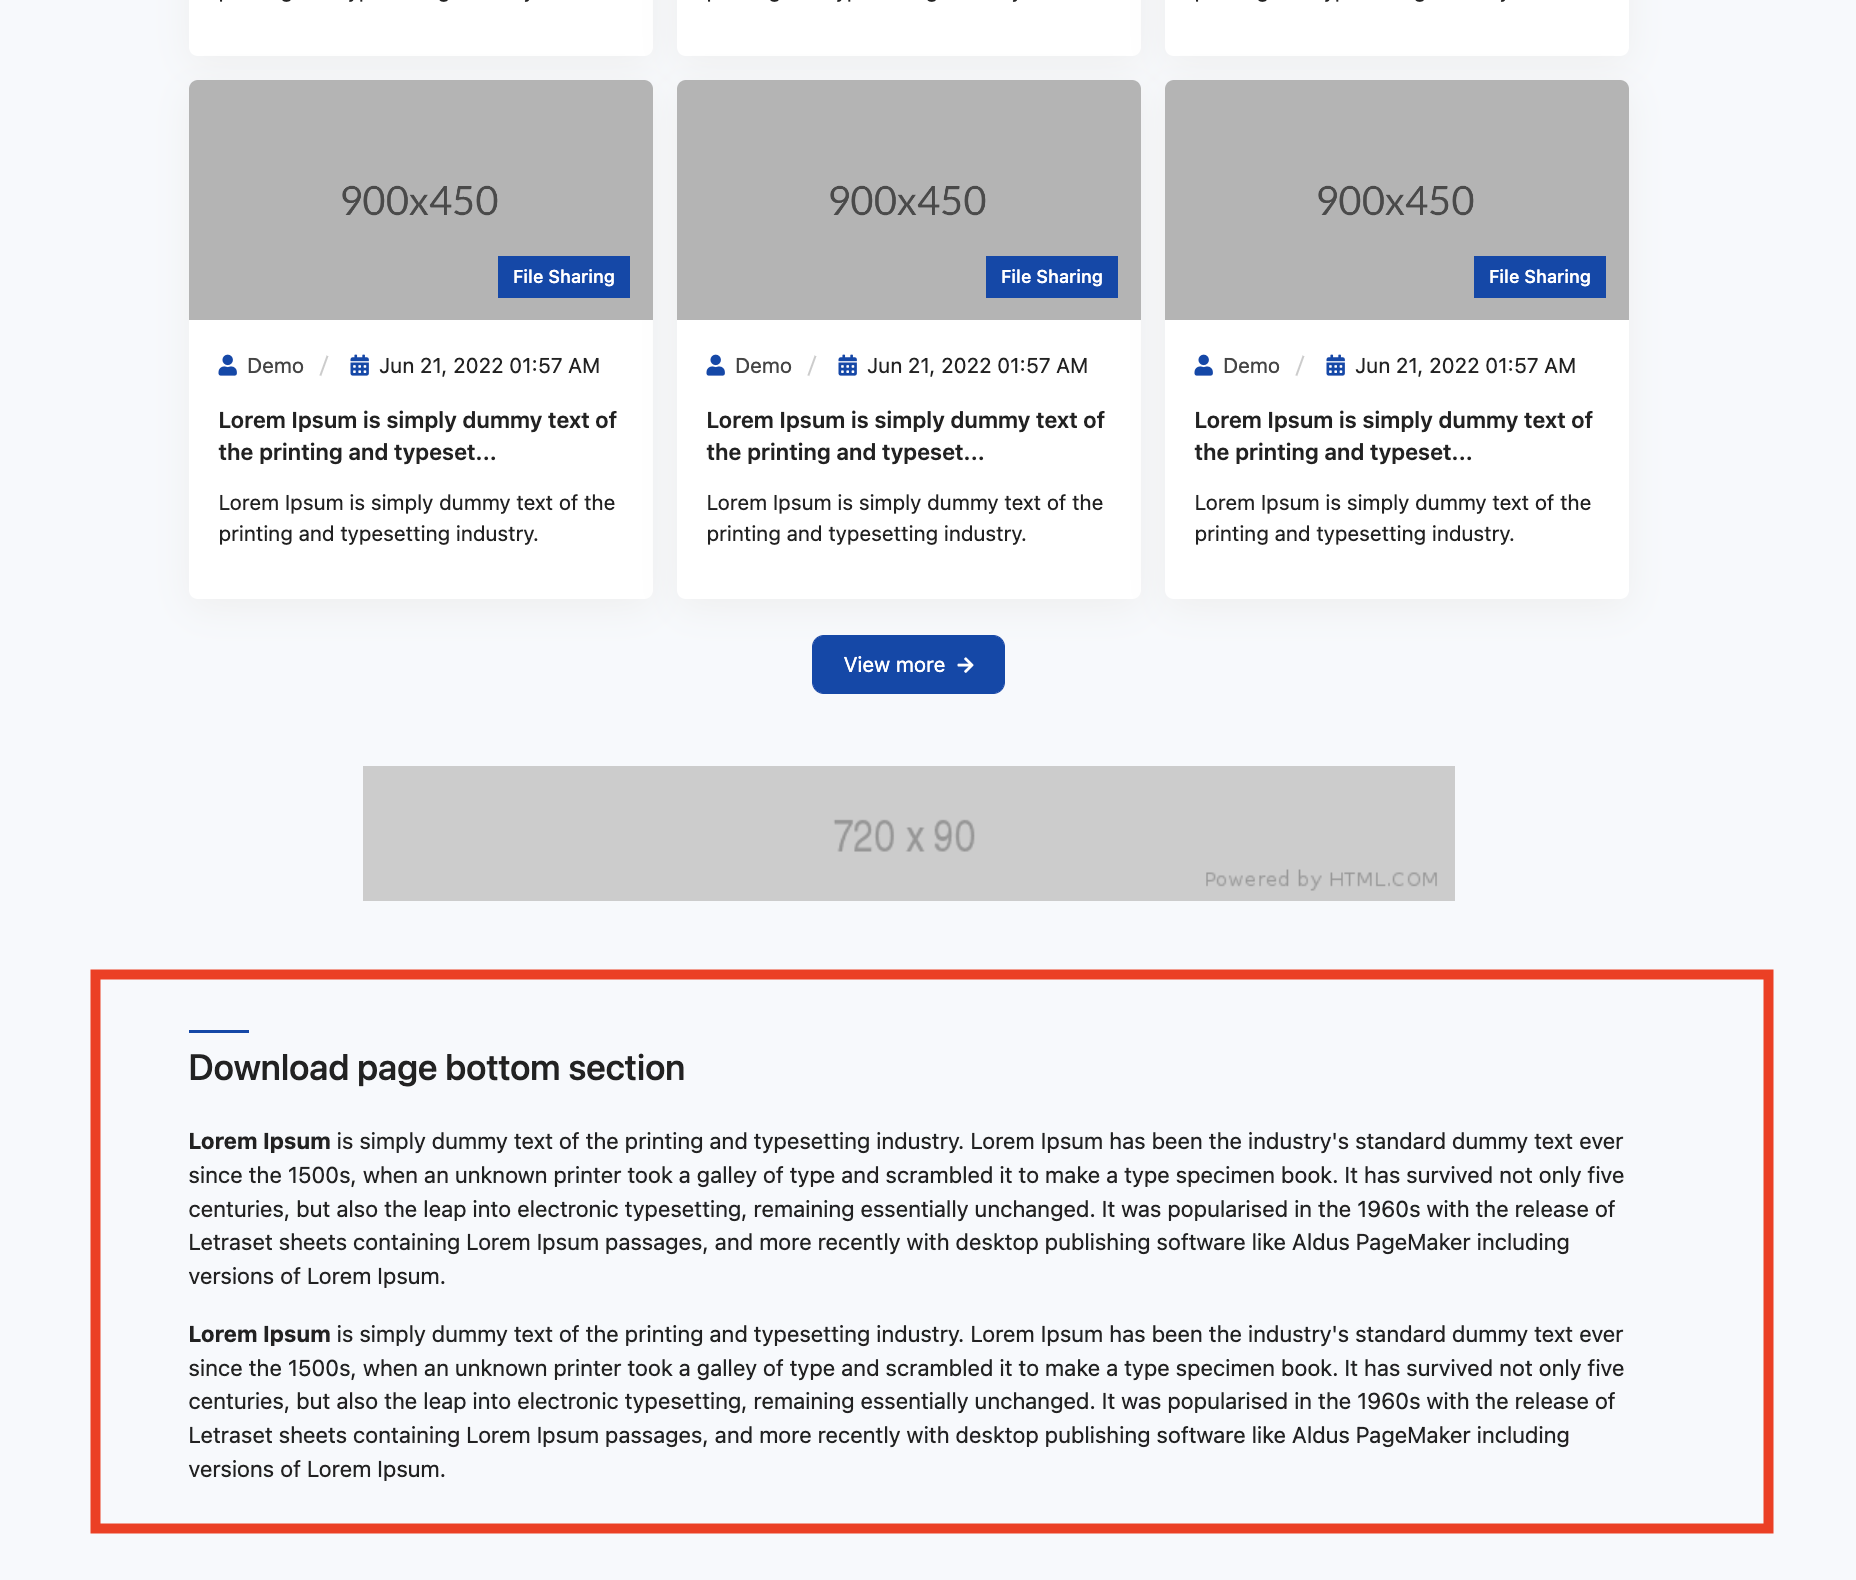 900x450
File Sharing
900x450
File Sharing
900x450
File Sharing
Demo / Jun 21, 2022 01:57 AM
Lorem Ipsum is simply dummy text of
the printing and typeset...
Lorem Ipsum is simply dummy text of the
printing and typesetting industry.
Demo / Jun 21, 2022 01:57 AM
Lorem Ipsum is simply dummy text of
the printing and typeset...
Lorem Ipsum is simply dummy text of the
printing and typesetting industry.
Demo / Jun 21, 2022 01:57 AM
Lorem Ipsum is simply dummy text of
the printing and typeset...
Lorem Ipsum is simply dummy text of the
printing and typesetting industry.
View more →
720 x 90
Powered by HTML.COM
Download page bottom section
Lorem Ipsum is simply dummy text of the printing and typesetting industry. Lorem Ipsum has been the industry's standard dummy text ever
since the 1500s, when an unknown printer took a galley of type and scrambled it to make a type specimen book. It has survived not only five
centuries, but also the leap into electronic typesetting, remaining essentially unchanged. It was popularised in the 1960s with the release of
Letraset sheets containing Lorem Ipsum passages, and more recently with desktop publishing software like Aldus PageMaker including
versions of Lorem Ipsum.
Lorem Ipsum is simply dummy text of the printing and typesetting industry. Lorem Ipsum has been the industry's standard dummy text ever
since the 1500s, when an unknown printer took a galley of type and scrambled it to make a type specimen book. It has survived not only five
centuries, but also the leap into electronic typesetting, remaining essentially unchanged. It was popularised in the 1960s with the release of
Letraset sheets containing Lorem Ipsum passages, and more recently with desktop publishing software like Aldus PageMaker including
versions of Lorem Ipsum.